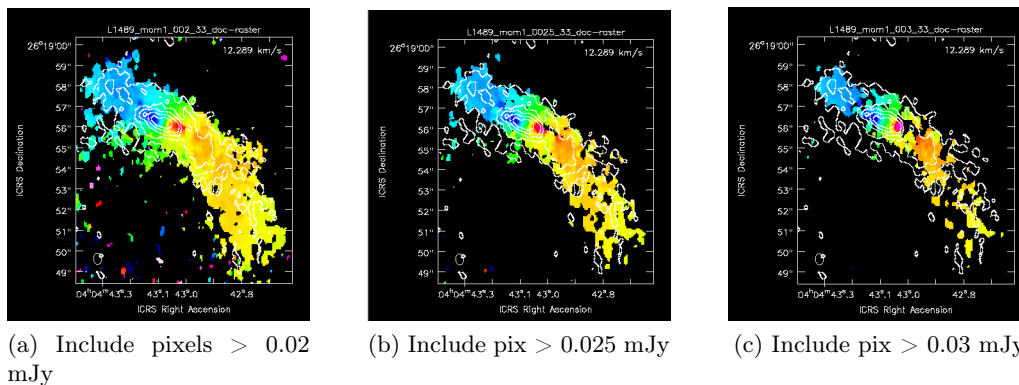 L1489_mom1_002_33_dac-raster
12.289 km/s
26°19'00"
59"
58"
57"
56"
55"
54"
53"
52"
51"
50"
49"
ICRS Declination
04ʰ04ᵐ43ˢ.3 43ˢ.1 43ˢ.0 42ˢ.8
ICRS Right Ascension
(a) Include pixels > 0.02
mJy
L1489_mom1_0025_33_dac-raster
12.289 km/s
26°19'00"
59"
58"
57"
56"
55"
54"
53"
52"
51"
50"
49"
ICRS Declination
04ʰ04ᵐ43ˢ.3 43ˢ.1 43ˢ.0 42ˢ.8
ICRS Right Ascension
(b) Include pix > 0.025 mJy
L1489_mom1_003_33_dac-raster
12.289 km/s
26°19'00"
59"
58"
57"
56"
55"
54"
53"
52"
51"
50"
49"
ICRS Declination
04ʰ04ᵐ43ˢ.3 43ˢ.1 43ˢ.0 42ˢ.8
ICRS Right Ascension
(c) Include pix > 0.03 mJy